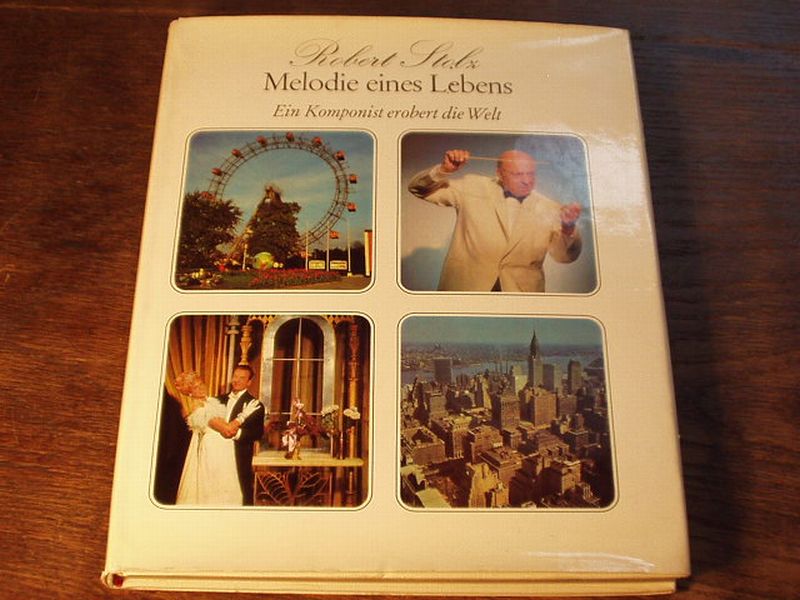 Robert Stolz
Melodie eines Lebens
Ein Komponist erobert die Welt